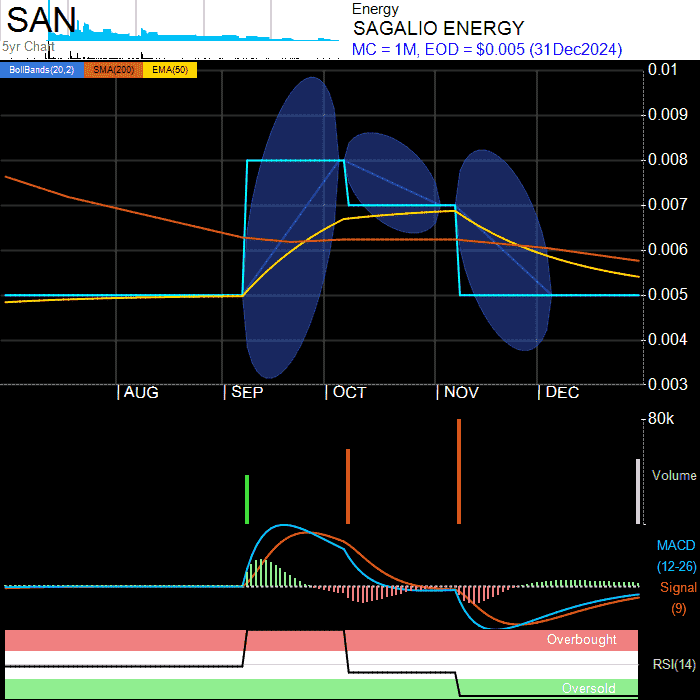 SAN
5yr Chart
Energy
SAGALIO ENERGY
MC = 1M, EOD = $0.005 (31Dec2024)
BollBands(20,2) SMA(200) EMA(50)
0.01
0.009
0.008
0.007
0.006
0.005
0.004
0.003
AUG SEP OCT NOV DEC
80k
Volume
MACD
(12-26)
Signal
(9)
Overbought
RSI(14)
Oversold